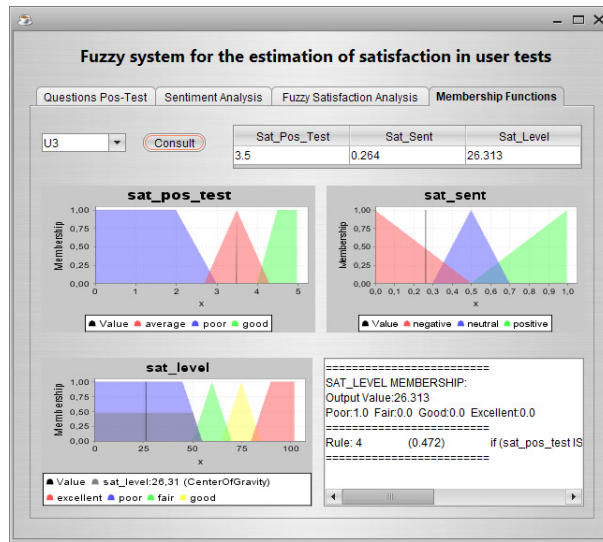 Fuzzy system for the estimation of satisfaction in user tests
Questions Pos-Test Sentiment Analysis Fuzzy Satisfaction Analysis Membership Functions
U3 Consult
Sat_Pos_Test Sat_Sent Sat_Level
3.5 0.264 26.313
sat_pos_test
Membership
1,00
0,75
0,50
0,25
0,00
0 1 2 3 4 5
x
Value average poor good
sat_sent
Membership
1,00
0,75
0,50
0,25
0,00
0,0 0,1 0,2 0,3 0,4 0,5 0,6 0,7 0,8 0,9 1,0
x
Value negative neutral positive
sat_level
Membership
1,00
0,75
0,50
0,25
0,00
0 25 50 75 100
x
Value sat_level:26,31 (CenterOfGravity)
excellent poor fair good
=========================
SAT_LEVEL MEMBERSHIP:
Output Value:26.313
Poor:1.0 Fair:0.0 Good:0.0 Excellent:0.0
=========================
Rule: 4 (0.472) if (sat_pos_test IS
=========================